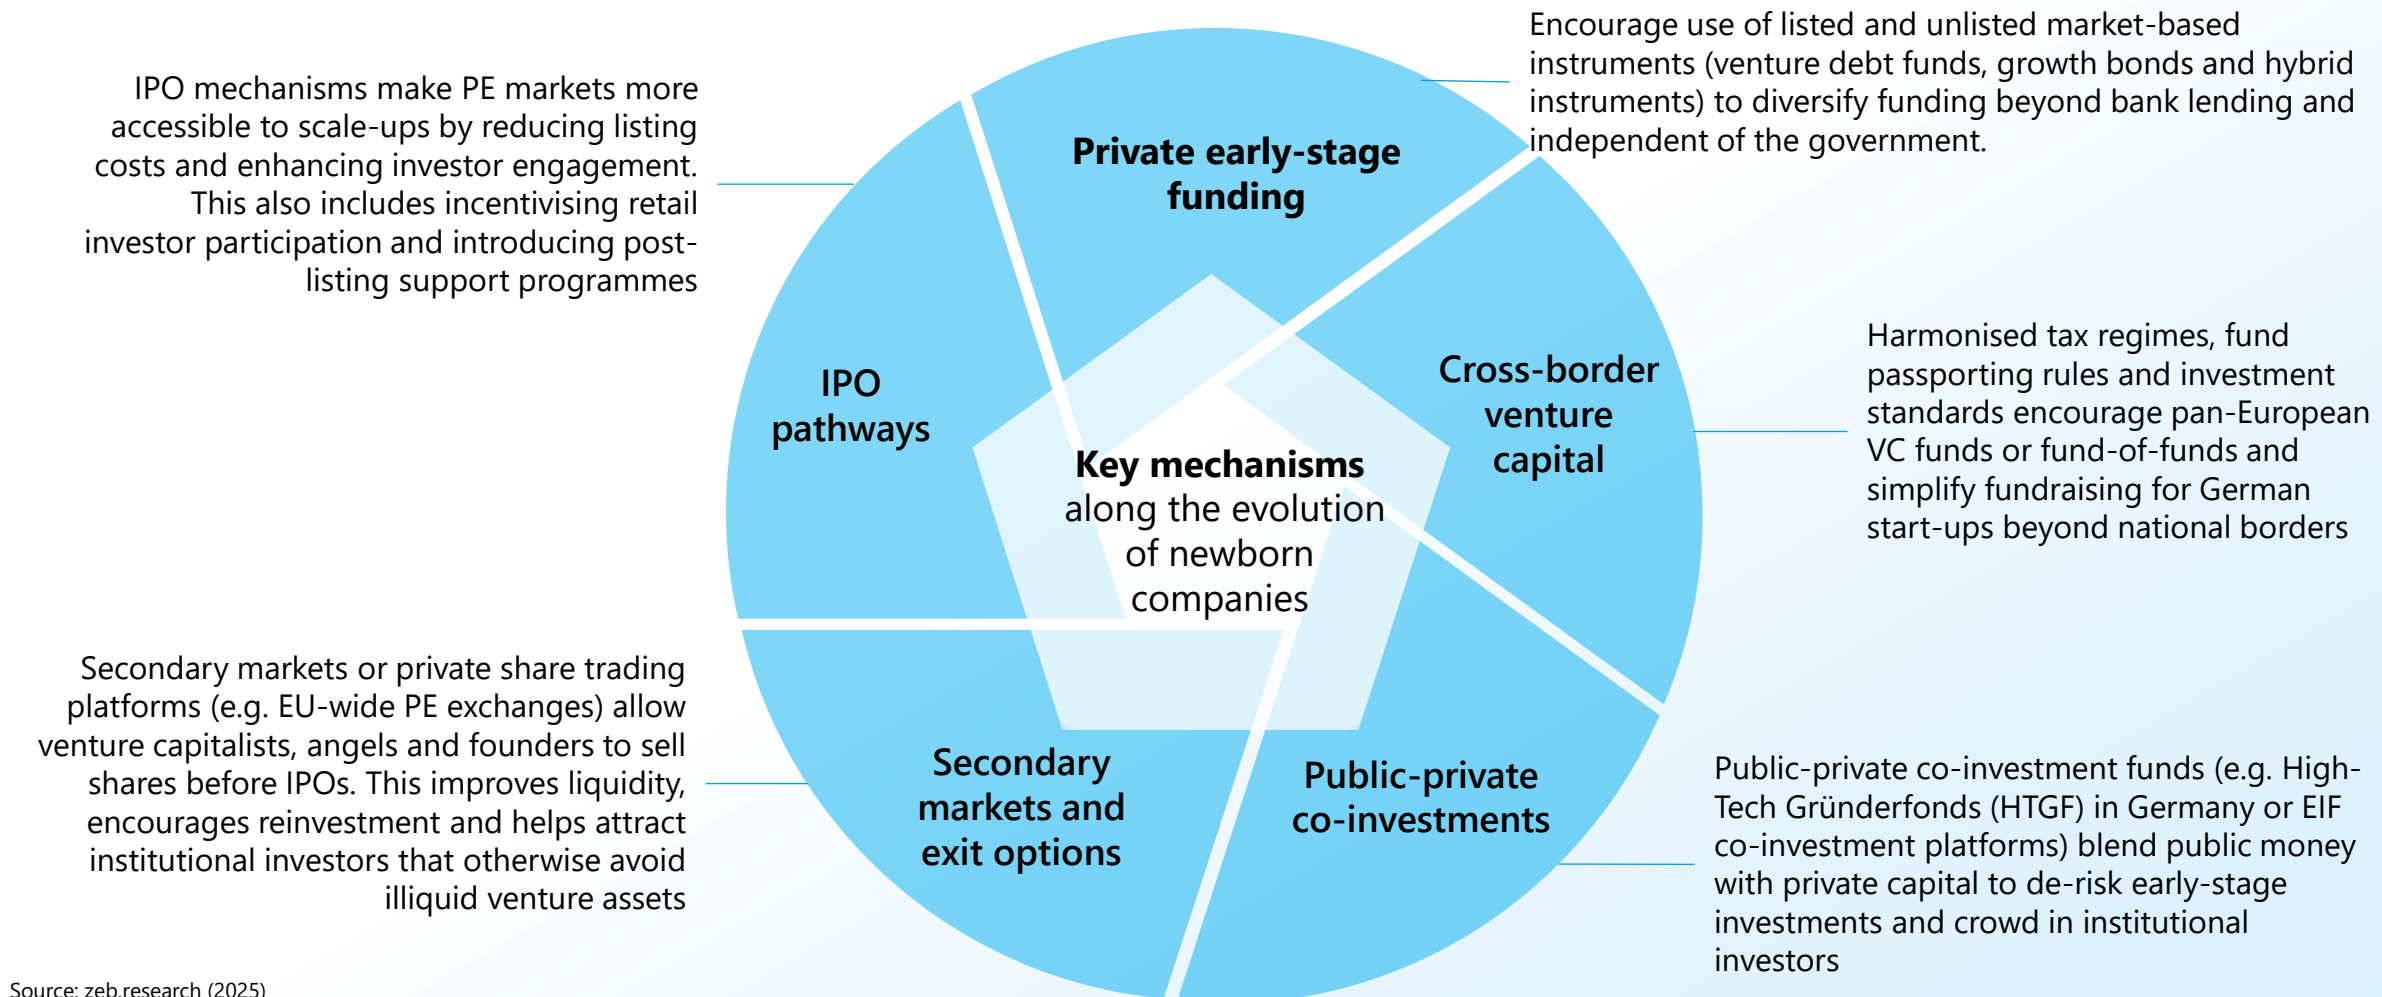 Encourage use of listed and unlisted market-based
instruments (venture debt funds, growth bonds and hybrid
instruments) to diversify funding beyond bank lending and
independent of the government.
IPO mechanisms make PE markets more
accessible to scale-ups by reducing listing
costs and enhancing investor engagement.
This also includes incentivising retail
investor participation and introducing post-
listing support programmes
Private early-stage
funding
Cross-border
venture
capital
Harmonised tax regimes, fund
passporting rules and investment
standards encourage pan-European
VC funds or fund-of-funds and
simplify fundraising for German
start-ups beyond national borders
IPO
pathways
Key mechanisms
along the evolution
of newborn
companies
Secondary markets or private share trading
platforms (e.g. EU-wide PE exchanges) allow
venture capitalists, angels and founders to sell
shares before IPOs. This improves liquidity,
encourages reinvestment and helps attract
institutional investors that otherwise avoid
illiquid venture assets
Secondary
markets and
exit options
Public-private
co-investments
Public-private co-investment funds (e.g. High-
Tech Gründerfonds (HTGF) in Germany or EIF
co-investment platforms) blend public money
with private capital to de-risk early-stage
investments and crowd in institutional
investors
Source: zeb.research (2025)